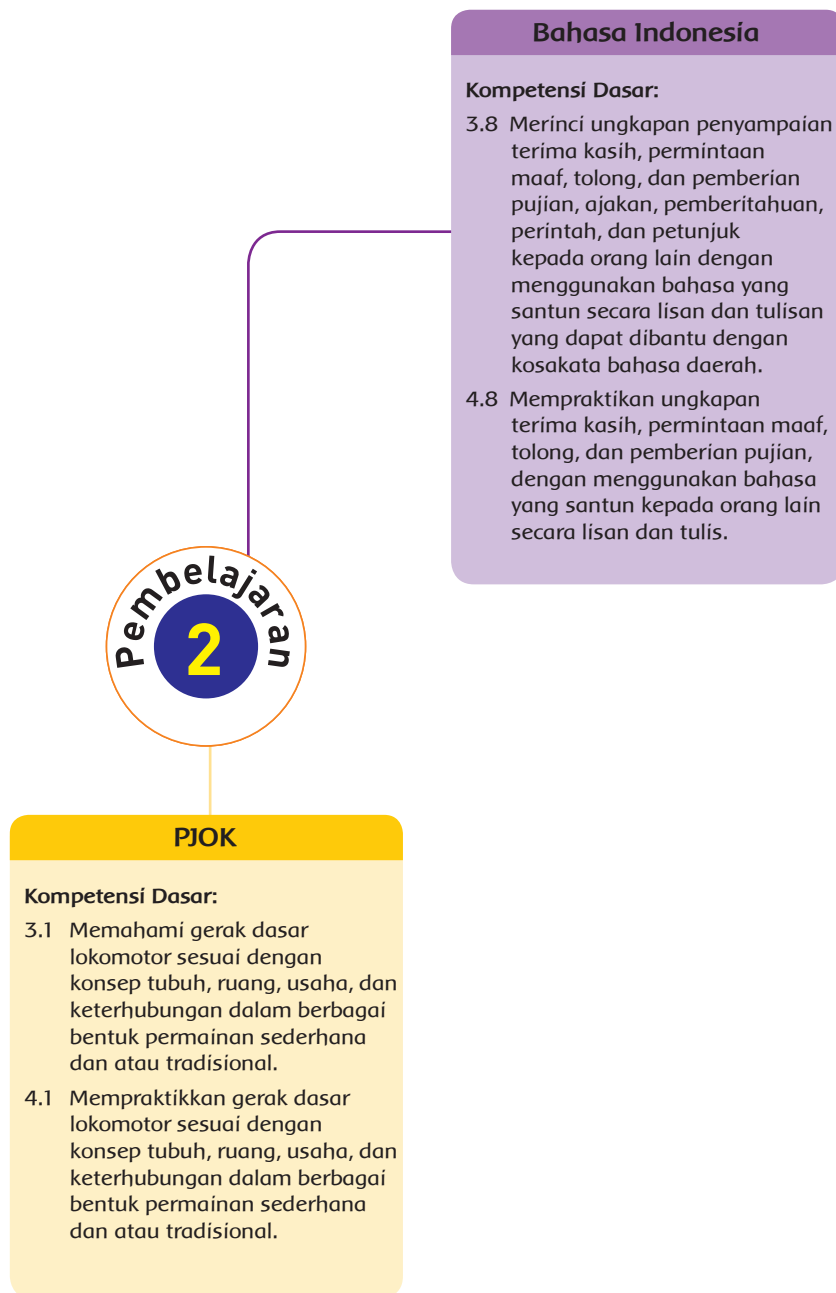 Bahasa Indonesia
Kompetensi Dasar:
3.8 Merinci ungkapan penyampaian
terima kasih, permintaan
maaf, tolong, dan pemberian
pujian, ajakan, pemberitahuan,
perintah, dan petunjuk
kepada orang lain dengan
menggunakan bahasa yang
santun secara lisan dan tulisan
yang dapat dibantu dengan
kosakata bahasa daerah.
4.8 Mempraktikan ungkapan
terima kasih, permintaan maaf,
tolong, dan pemberian pujian,
dengan menggunakan bahasa
yang santun kepada orang lain
secara lisan dan tulis.
Pembelajaran
2
PJOK
Kompetensi Dasar:
3.1 Memahami gerak dasar
lokomotor sesuai dengan
konsep tubuh, ruang, usaha, dan
keterhubungan dalam berbagai
bentuk permainan sederhana
dan atau tradisional.
4.1 Mempraktikkan gerak dasar
lokomotor sesuai dengan
konsep tubuh, ruang, usaha, dan
keterhubungan dalam berbagai
bentuk permainan sederhana
dan atau tradisional.